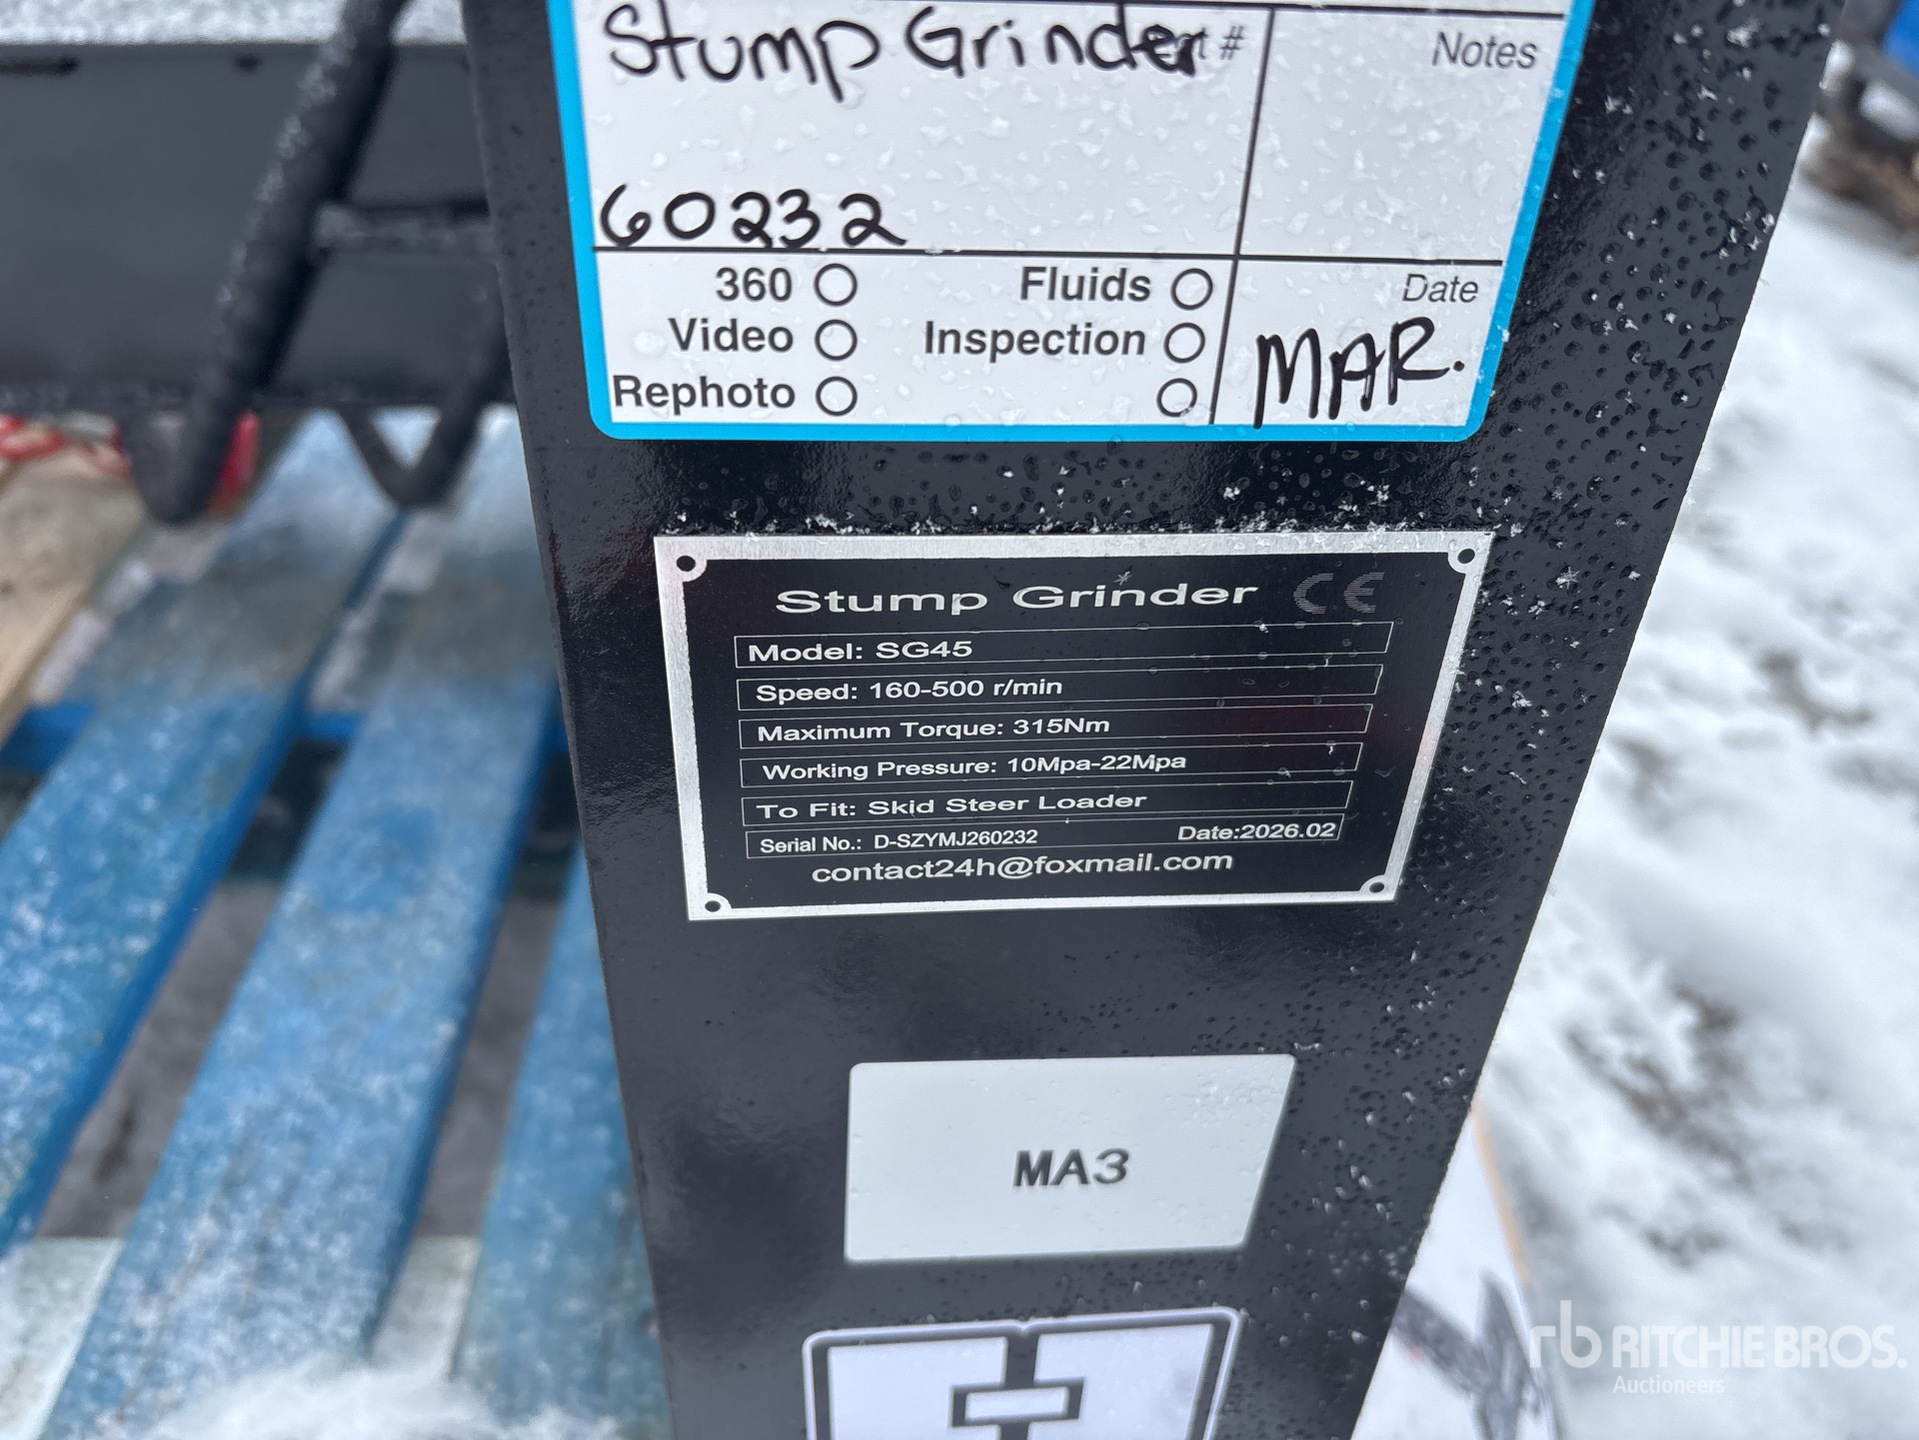 Stump Grinder
#
Notes
60232
360
Fluids
Date
Video
Inspection
MAR.
Rephoto
Stump Grinder CE
Model: SG45
Speed: 160-500 r/min
Maximum Torque: 315Nm
Working Pressure: 10Mpa-22Mpa
To Fit: Skid Steer Loader
Serial No.: D-SZYMJ260232 Date:2026.02
contact24h@foxmail.com
MA3
rb RITCHIE BROS.
Auctioneers